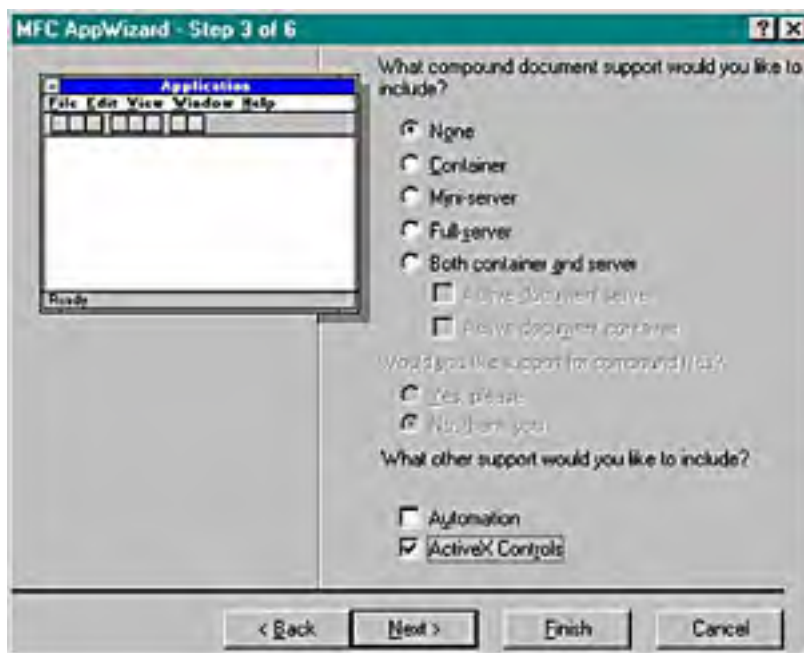 MFC AppWizard - Step 3 of 6
Application
File Edit View Window Help
Ready
What compound document support would you like to
include?
None
Container
Mini-server
Full-server
Both container and server
Active document server
Active document container
Would you like support for compound files?
Yes, please
No, thank you
What other support would you like to include?
Automation
ActiveX Controls
< Back
Next >
Finish
Cancel